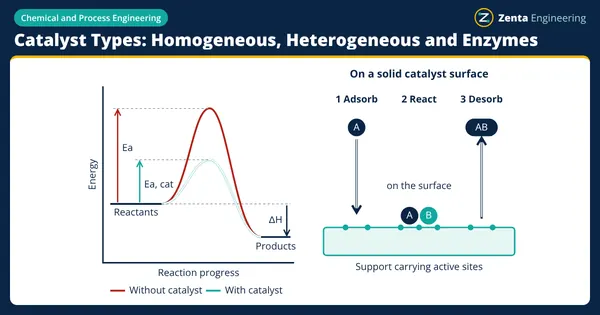 Chemical and Process Engineering
Zenta Engineering
Catalyst Types: Homogeneous, Heterogeneous and Enzymes
Energy
Ea
Ea, cat
Reactants
ΔH
Products
Reaction progress
Without catalyst
With catalyst
On a solid catalyst surface
1 Adsorb
2 React
3 Desorb
A
AB
on the surface
A
B
Support carrying active sites